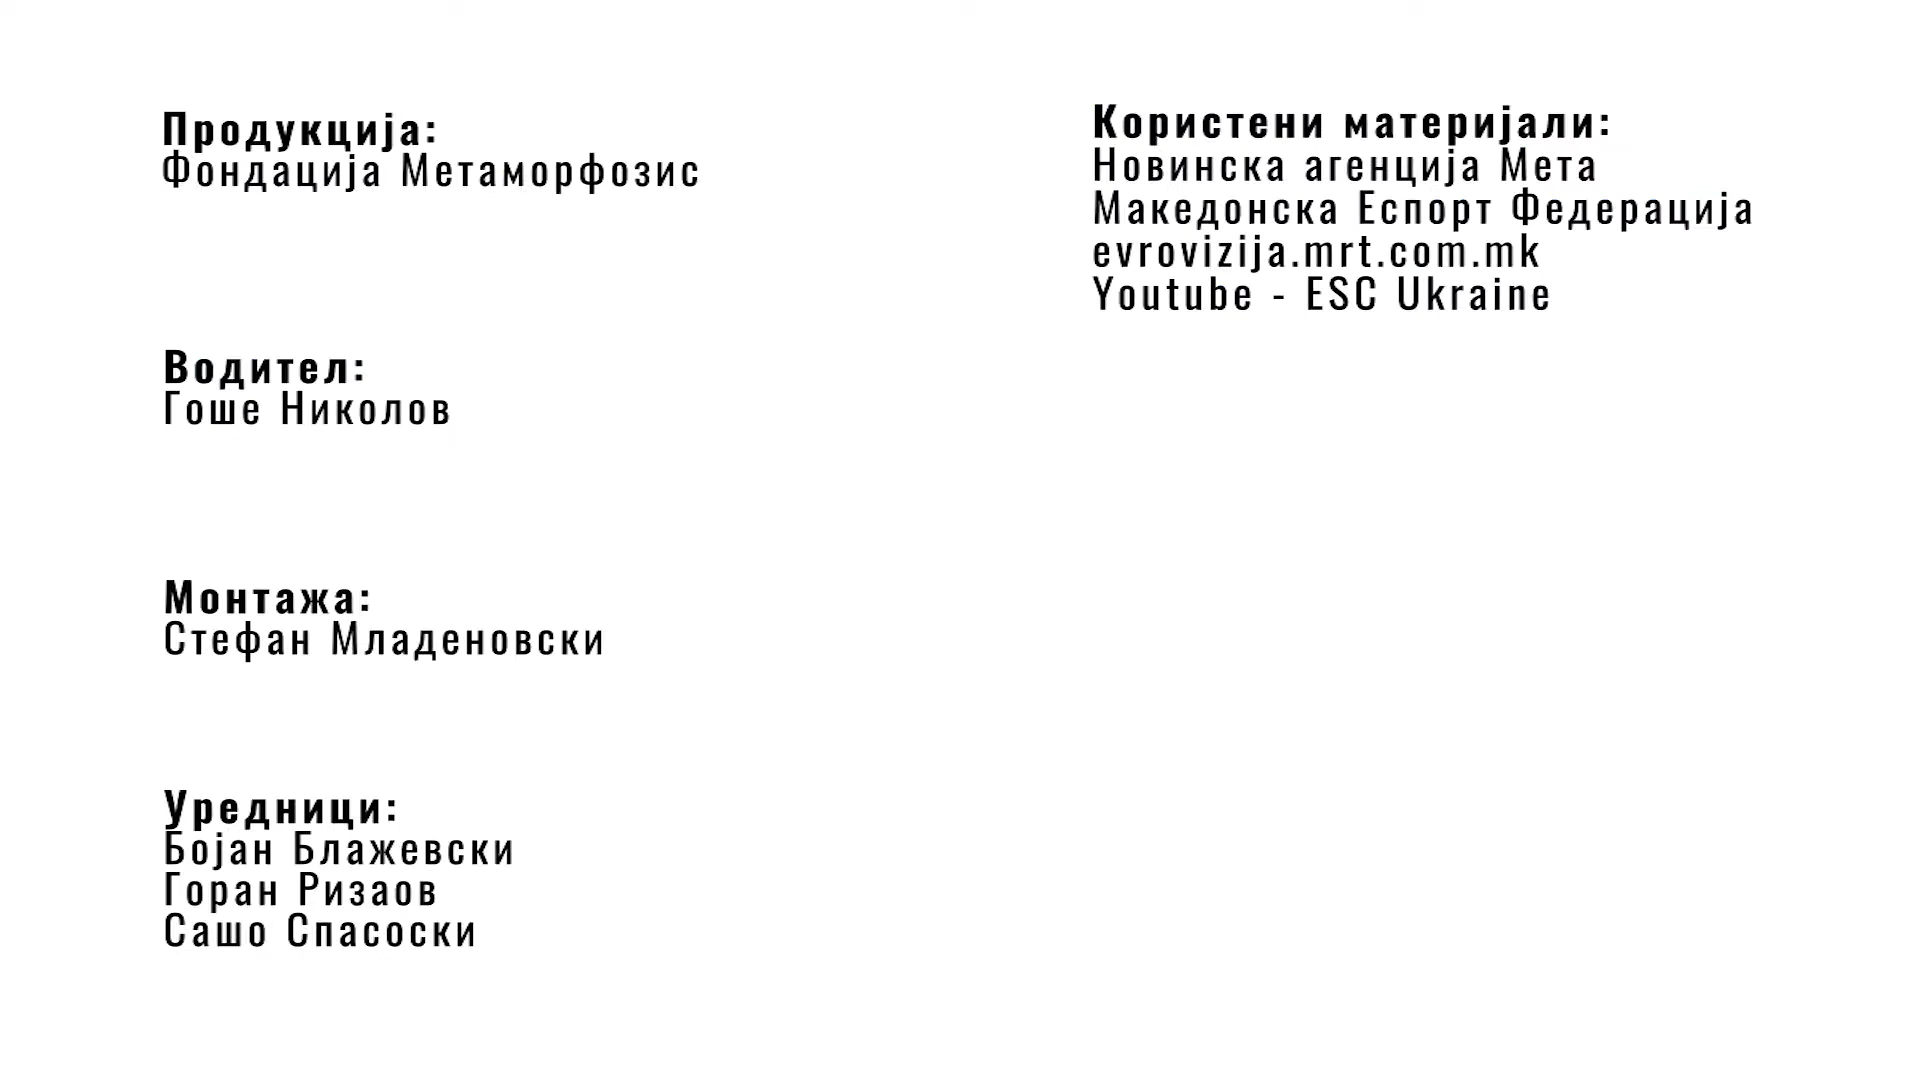 Продукција:
Фондација Метаморфозис
Водител:
Гоше Николов
Монтажа:
Стефан Младеновски
Уредници:
Бојан Блажевски
Горан Ризаов
Сашо Спасоски
Користени материјали:
Новинска агенција Мета
Македонска Еспорт Федерација
evrovizija.mrt.com.mk
Youtube - ESC Ukraine